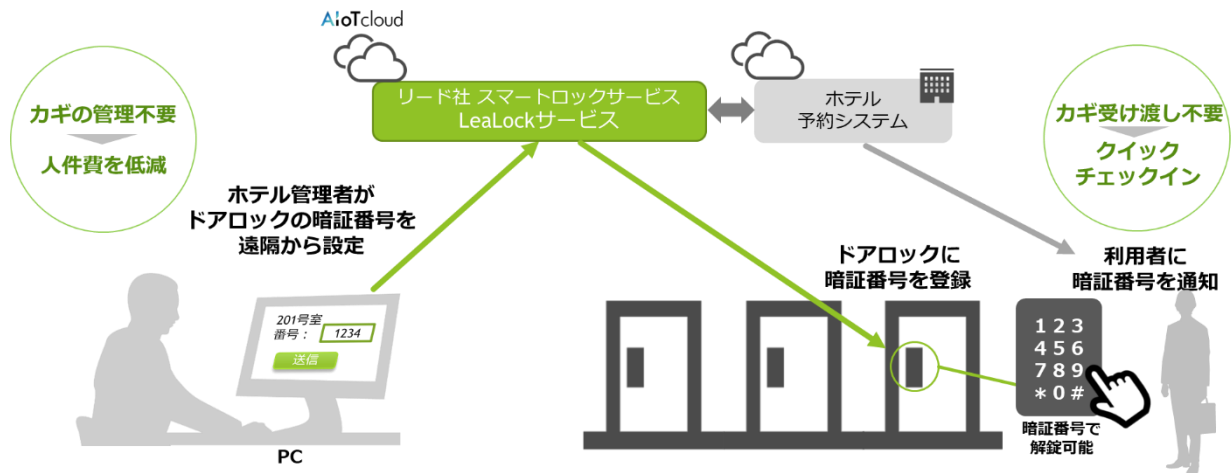 AIoTcloud
カギの管理不要
人件費を低減
リード社 スマートロックサービス
LeaLockサービス
ホテル
予約システム
カギ受け渡し不要
クイック
チェックイン
ホテル管理者が
ドアロックの暗証番号を
遠隔から設定
ドアロックに
暗証番号を登録
利用者に
暗証番号を通知
201号室
番号： 1234
送信
1 2 3
4 5 6
7 8 9
* 0 #
暗証番号で
解錠可能
PC